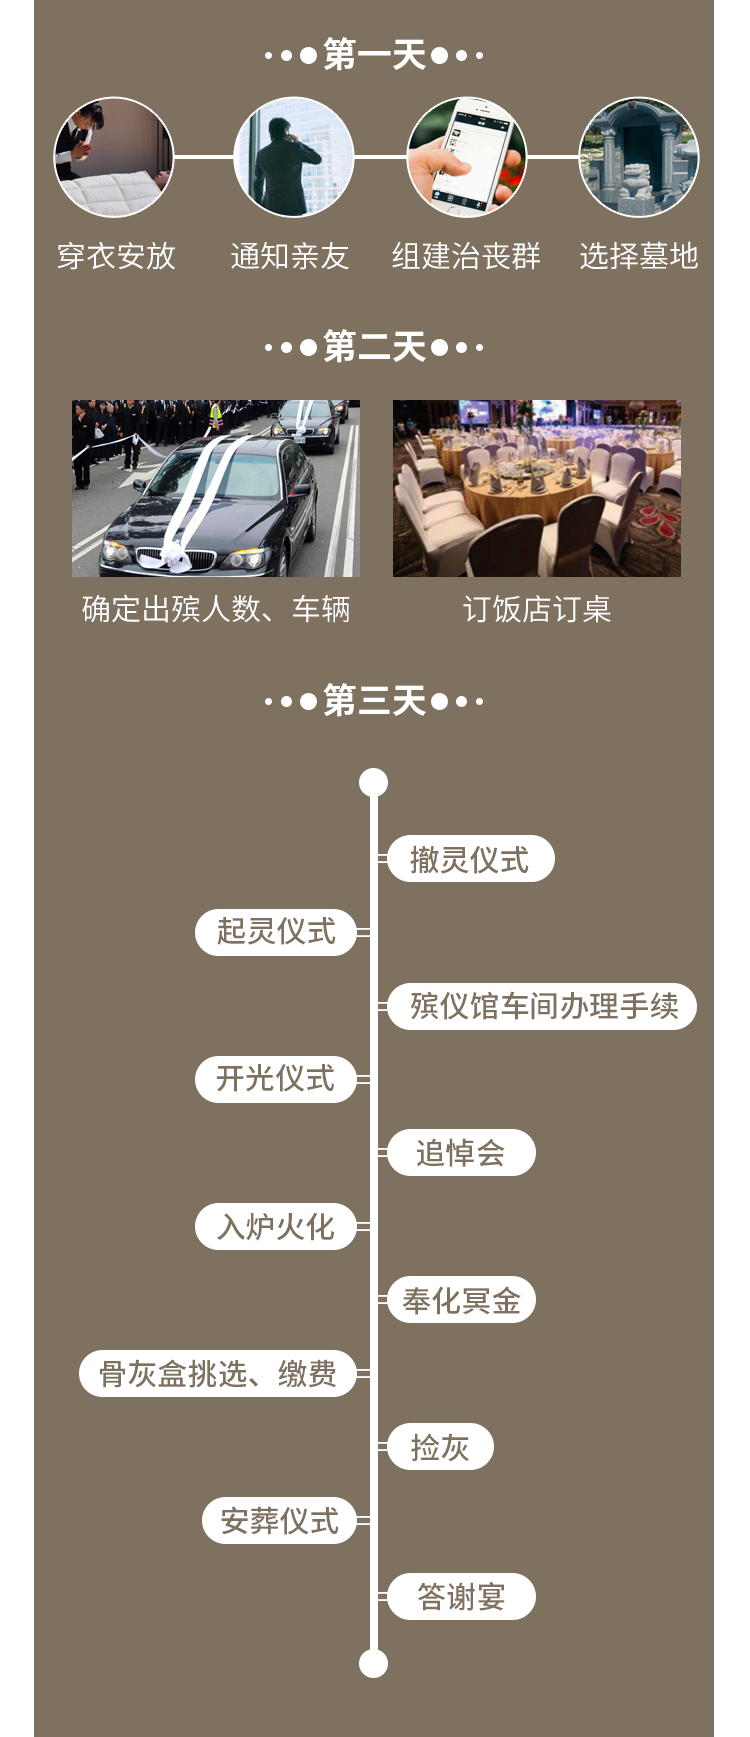 第一天
穿衣安放 通知亲友 组建治丧群 选择墓地
第二天
确定出殡人数、车辆 订饭店订桌
第三天
撤灵仪式
起灵仪式
殡仪馆车间办理手续
开光仪式
追悼会
入炉火化
奉化冥金
骨灰盒挑选、缴费
捡灰
安葬仪式
答谢宴